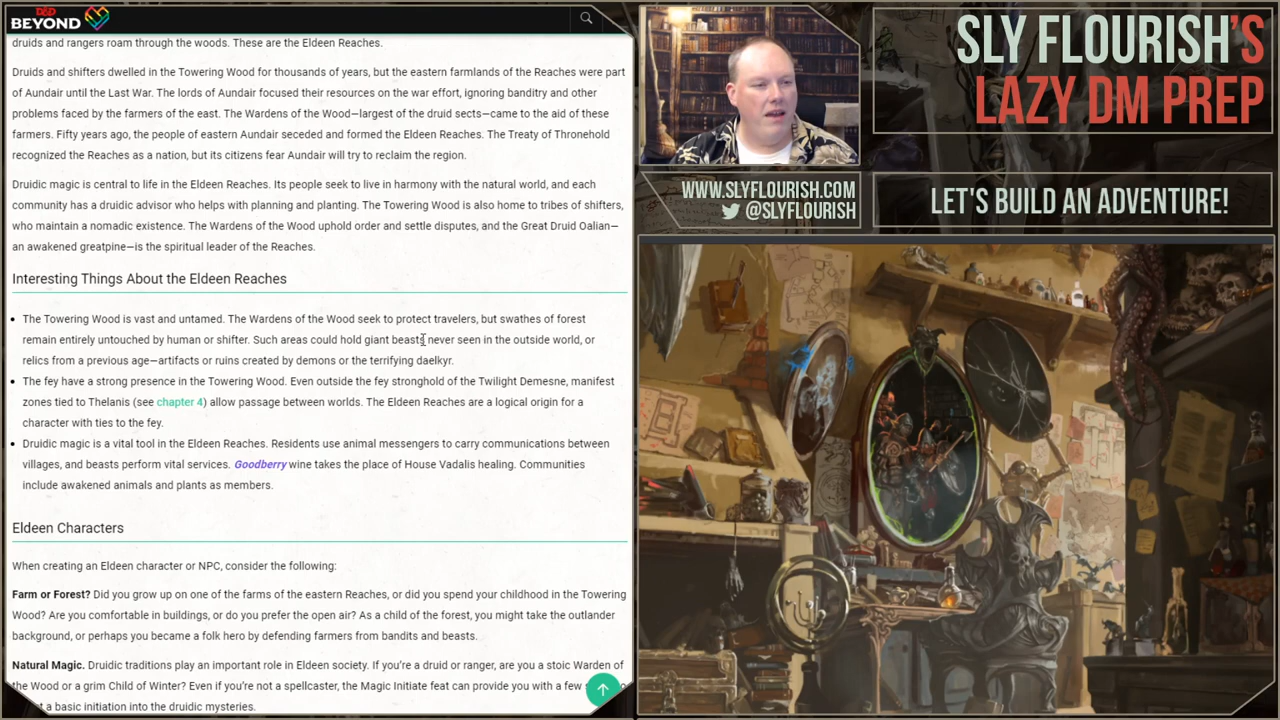 D&D
BEYOND
druids and rangers roam through the woods. These are the Eldeen Reaches.
Druids and shifters dwelled in the Towering Wood for thousands of years, but the eastern farmlands of the Reaches were part
of Aundair until the Last War. The lords of Aundair focused their resources on the war effort, ignoring banditry and other
problems faced by the farmers of the east. The Wardens of the Wood—largest of the druid sects—came to the aid of these
farmers. Fifty years ago, the people of eastern Aundair seceded and formed the Eldeen Reaches. The Treaty of Thronehold
recognized the Reaches as a nation, but its citizens fear Aundair will try to reclaim the region.
Druidic magic is central to life in the Eldeen Reaches. Its people seek to live in harmony with the natural world, and each
community has a druidic advisor who helps with planning and planting. The Towering Wood is also home to tribes of shifters,
who maintain a nomadic existence. The Wardens of the Wood uphold order and settle disputes, and the Great Druid Oalian—
an awakened greatpine—is the spiritual leader of the Reaches.
Interesting Things About the Eldeen Reaches
• The Towering Wood is vast and untamed. The Wardens of the Wood seek to protect travelers, but swathes of forest
remain entirely untouched by human or shifter. Such areas could hold giant beasts never seen in the outside world, or
relics from a previous age—artifacts or ruins created by demons or the terrifying daelkyr.
• The fey have a strong presence in the Towering Wood. Even outside the fey stronghold of the Twilight Demesne, manifest
zones tied to Thelanis (see chapter 4) allow passage between worlds. The Eldeen Reaches are a logical origin for a
character with ties to the fey.
• Druidic magic is a vital tool in the Eldeen Reaches. Residents use animal messengers to carry communications between
villages, and beasts perform vital services. Goodberry wine takes the place of House Vadalis healing. Communities
include awakened animals and plants as members.
Eldeen Characters
When creating an Eldeen character or NPC, consider the following:
Farm or Forest? Did you grow up on one of the farms of the eastern Reaches, or did you spend your childhood in the Towering
Wood? Are you comfortable in buildings, or do you prefer the open air? As a child of the forest, you might take the outlander
background, or perhaps you became a folk hero by defending farmers from bandits and beasts.
Natural Magic. Druidic traditions play an important role in Eldeen society. If you're a druid or ranger, are you a stoic Warden of
the Wood or a grim Child of Winter? Even if you're not a spellcaster, the Magic Initiate feat can provide you with a few
a basic initiation into the druidic mysteries.
SLY FLOURISH'S
LAZY DM PREP
WWW.SLYFLOURISH.COM
@SLYFLOURISH
LET'S BUILD AN ADVENTURE!